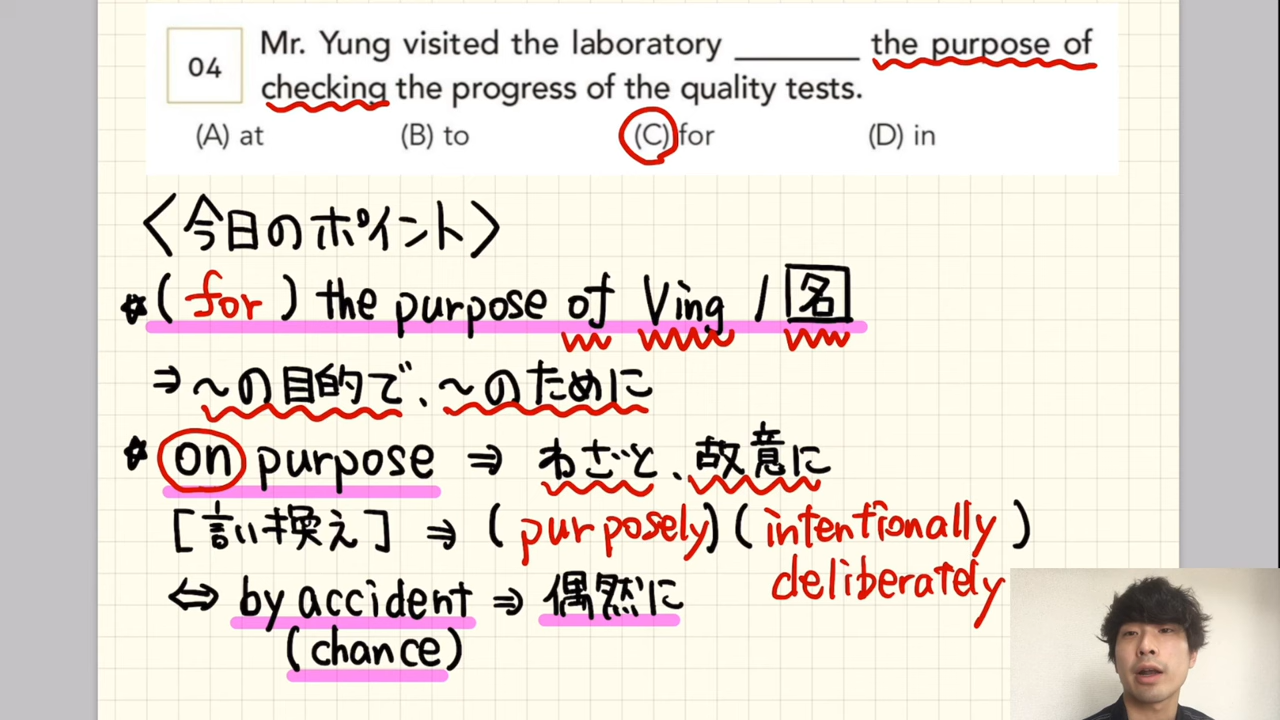 04
Mr. Yung visited the laboratory ________ the purpose of
checking the progress of the quality tests.
(A) at (B) to (C) for (D) in
〈今日のポイント〉
☆(for) the purpose of Ving / 名
⇒ 〜の目的で、〜のために
☆ on purpose ⇒ わざと、故意に
[言い換え] ⇒ (purposely)(intentionally)
deliberately
⇔ by accident ⇒ 偶然に
(chance)